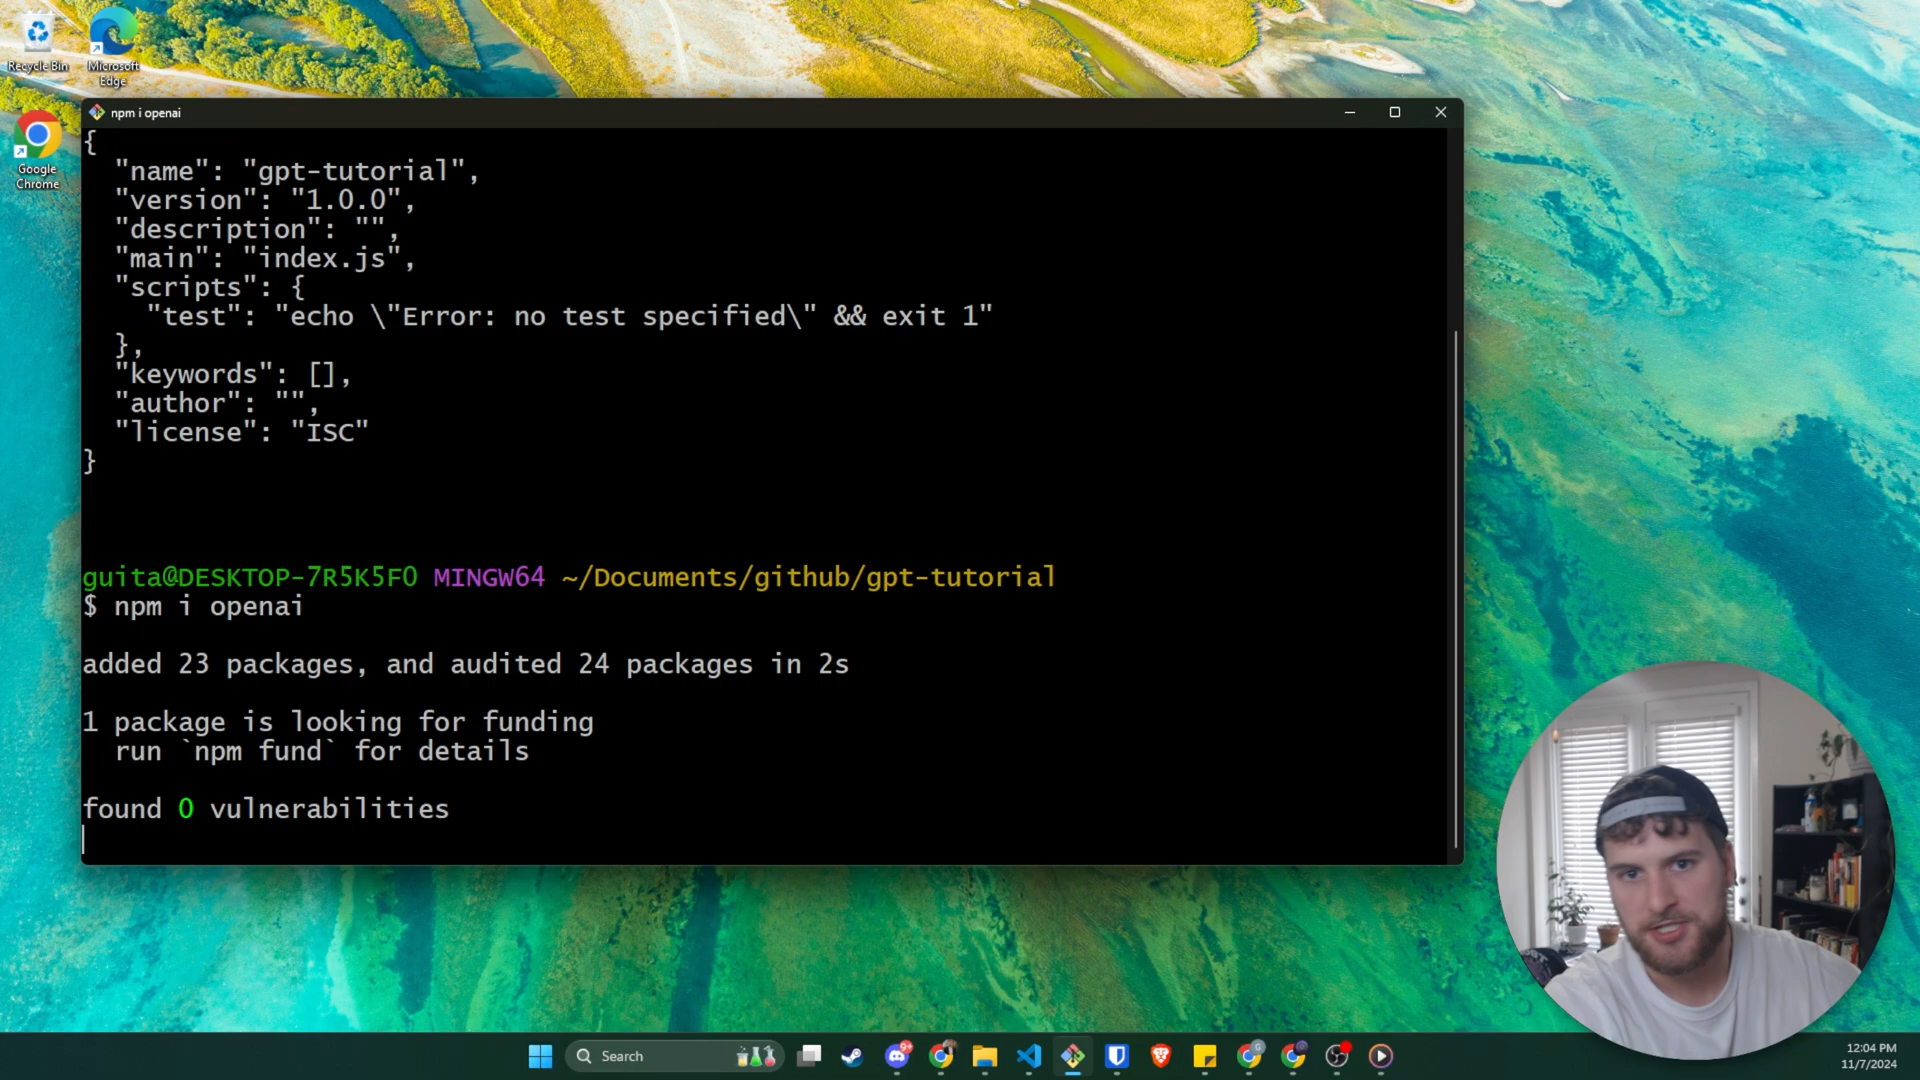 Recycle Bin
Microsoft
Edge
Google
Chrome
npm i openai
{
  "name": "gpt-tutorial",
  "version": "1.0.0",
  "description": "",
  "main": "index.js",
  "scripts": {
    "test": "echo \"Error: no test specified\" && exit 1"
  },
  "keywords": [],
  "author": "",
  "license": "ISC"
}
guita@DESKTOP-7R5K5FO MINGW64 ~/Documents/github/gpt-tutorial
$ npm i openai
added 23 packages, and audited 24 packages in 2s
1 package is looking for funding
  run `npm fund` for details
found 0 vulnerabilities
Search
9+
12:04 PM
11/7/2024